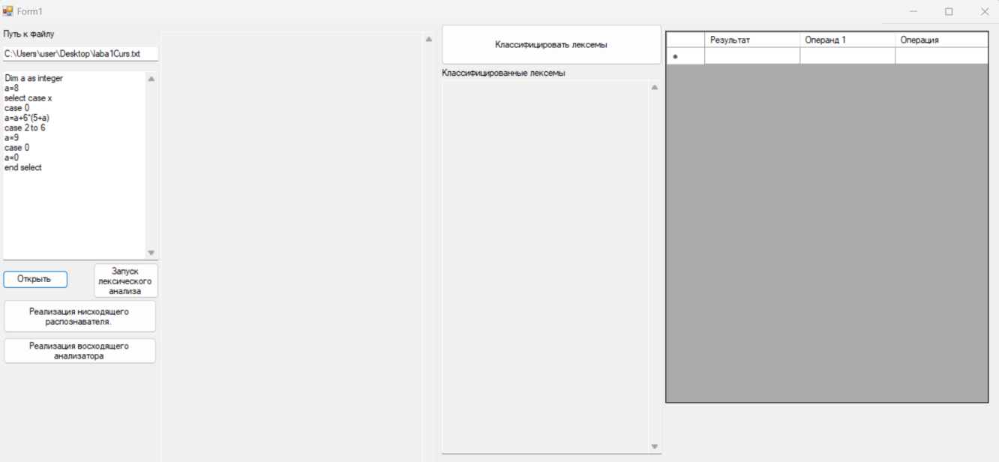 Form1
Путь к файлу
C:\Users\user\Desktop\laba1Curs.txt
Dim a as integer
a=8
select case x
case 0
a=a+6*(5+a)
case 2 to 6
a=9
case 0
a=0
end select
Открыть
Запуск
лексического
анализа
Реализация нисходящего
распознавателя.
Реализация восходящего
анализатора
Классифицировать лексемы
Классифицированные лексемы
Результат
Операнд 1
Операция